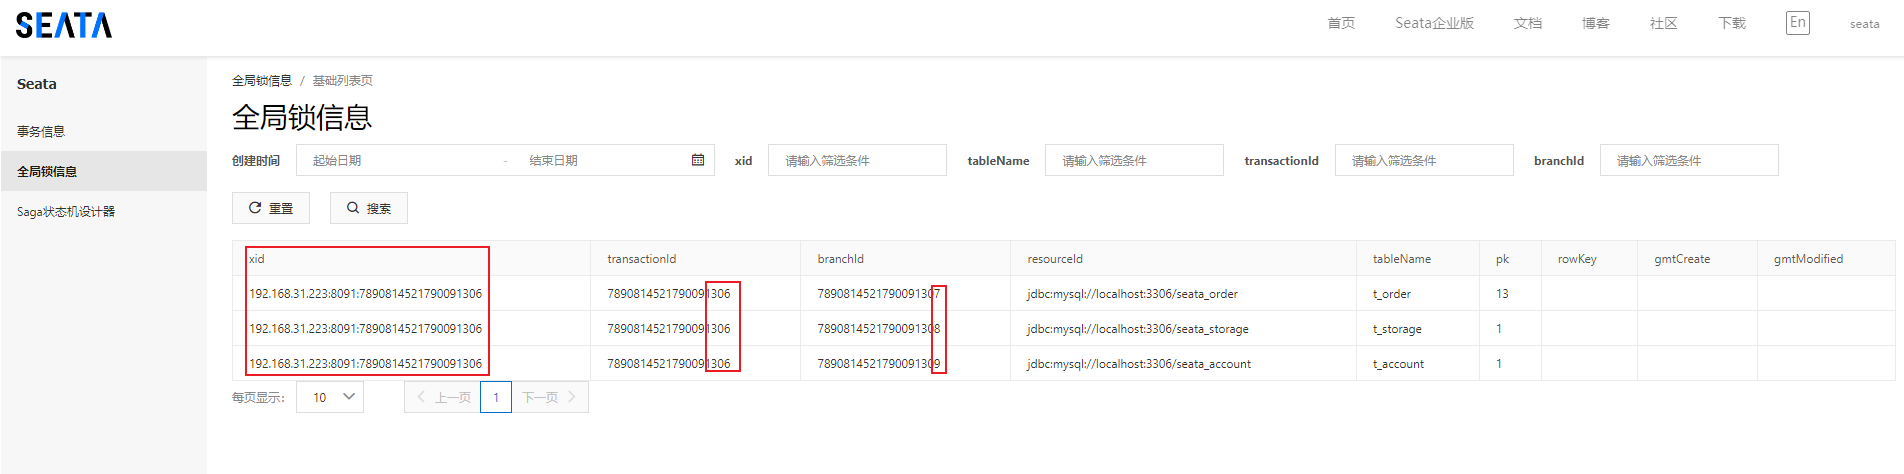 SEATA 首页 Seata企业版 文档 博客 社区 下载 En seata
Seata
事务信息
全局锁信息
Saga状态机设计器
全局锁信息 / 基础列表页
全局锁信息
创建时间 起始日期 - 结束日期 xid 请输入筛选条件 tableName 请输入筛选条件 transactionId 请输入筛选条件 branchId 请输入筛选条件
重置 搜索
xid transactionId branchId resourceId tableName pk rowKey gmtCreate gmtModified
192.168.31.223:8091:7890814521790091306 7890814521790091306 7890814521790091307 jdbc:mysql://localhost:3306/seata_order t_order 13
192.168.31.223:8091:7890814521790091306 7890814521790091306 7890814521790091308 jdbc:mysql://localhost:3306/seata_storage t_storage 1
192.168.31.223:8091:7890814521790091306 7890814521790091306 7890814521790091309 jdbc:mysql://localhost:3306/seata_account t_account 1
每页显示: 10 上一页 1 下一页